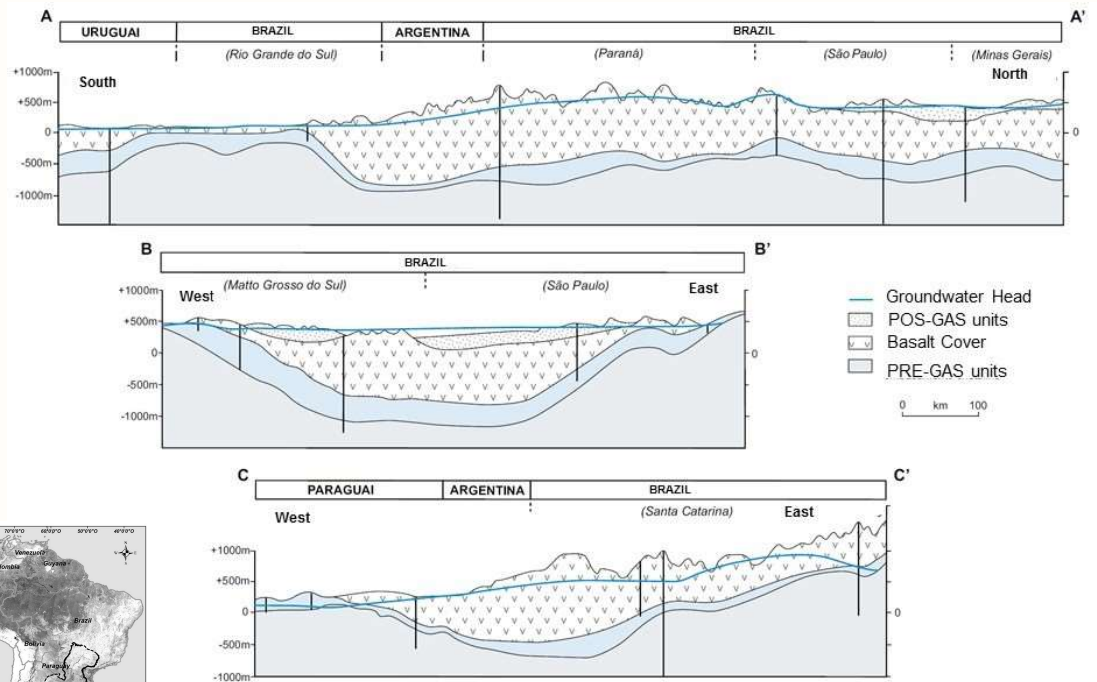 A A'
URUGUAI BRAZIL ARGENTINA BRAZIL
(Rio Grande do Sul) (Paraná) (São Paulo) (Minas Gerais)
South North
+1000m
+500m
0 0
-500m
-1000m
B B'
BRAZIL
(Matto Grosso do Sul) (São Paulo)
West East
+1000m
+500m
0 0
-500m
-1000m
Groundwater Head
POS-GAS units
Basalt Cover
PRE-GAS units
0 km 100
C C'
PARAGUAI ARGENTINA BRAZIL
(Santa Catarina)
West East
+1000m
+500m
0 0
-500m
-1000m
Venezuela
Guyana
Brazil
Bolivia
Paraguay